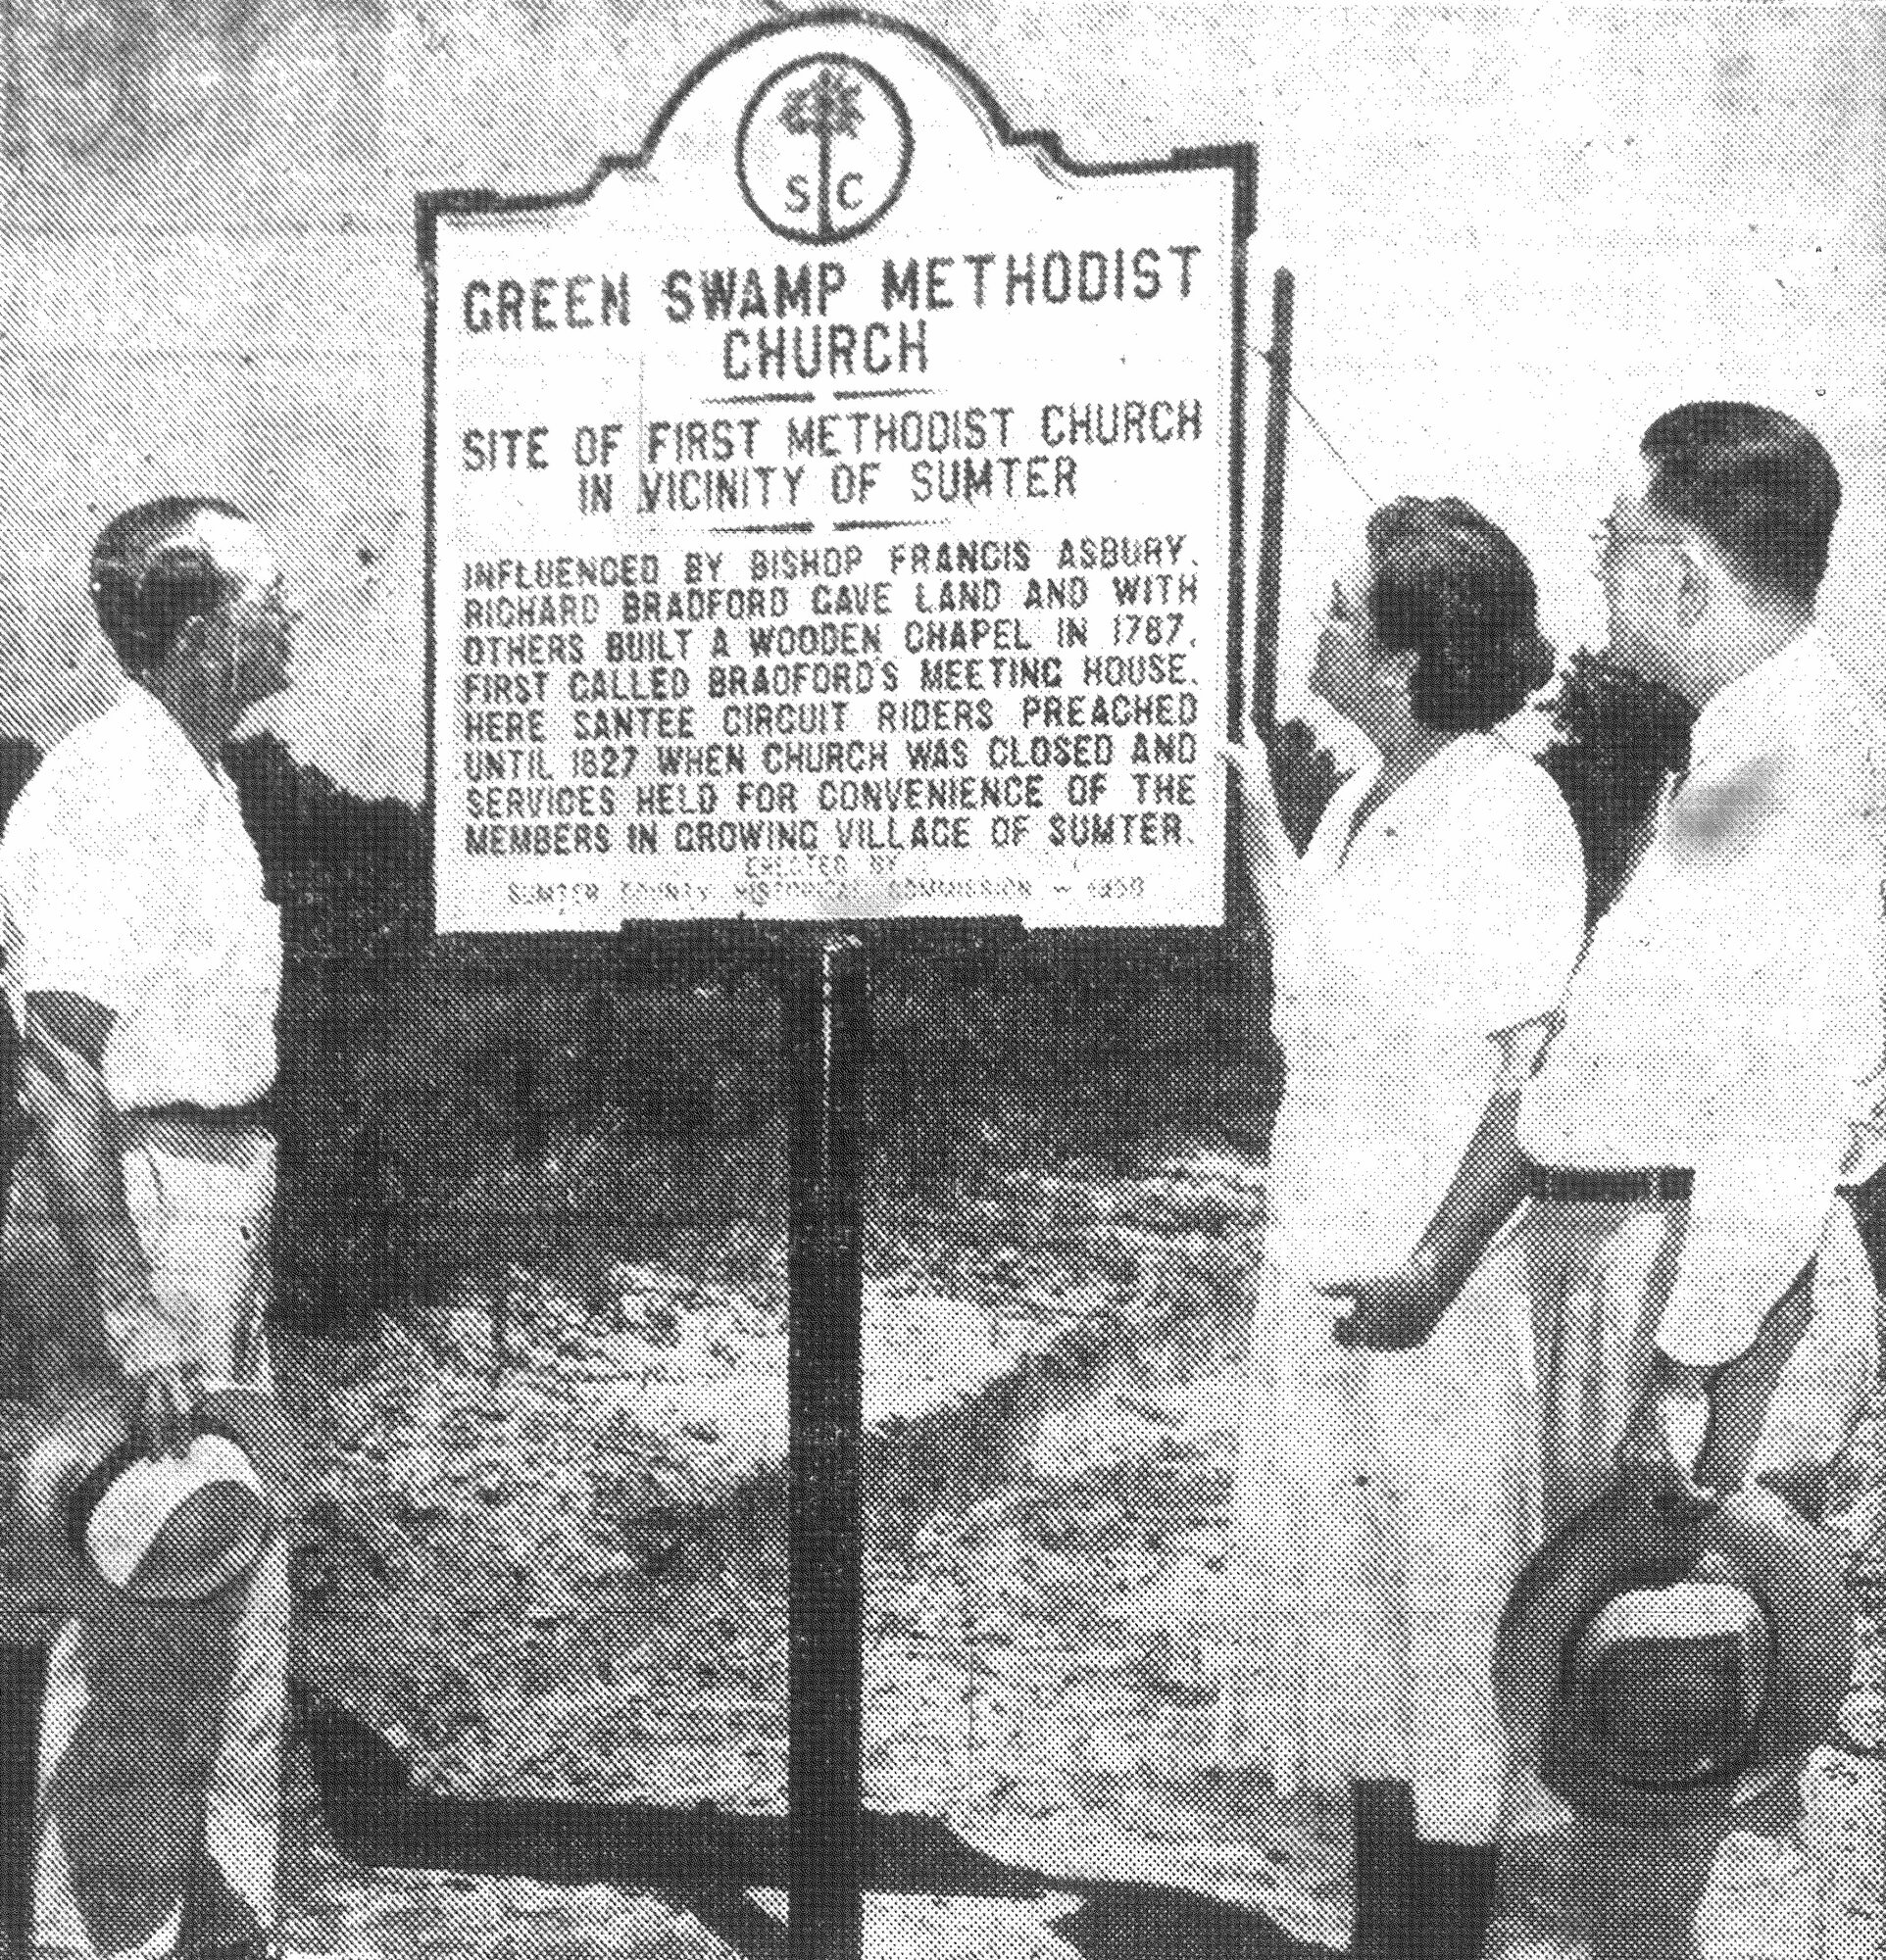 S C
GREEN SWAMP METHODIST
CHURCH
SITE OF FIRST METHODIST CHURCH
IN VICINITY OF SUMTER
INFLUENCED BY BISHOP FRANCIS ASBURY,
RICHARD BRADFORD GAVE LAND AND WITH
OTHERS BUILT A WOODEN CHAPEL IN 1787,
FIRST CALLED BRADFORD'S MEETING HOUSE.
HERE SANTEE CIRCUIT RIDERS PREACHED
UNTIL 1827 WHEN CHURCH WAS CLOSED AND
SERVICES HELD FOR CONVENIENCE OF THE
MEMBERS IN GROWING VILLAGE OF SUMTER.
ERECTED BY
SUMTER COUNTY HISTORICAL COMMISSION –